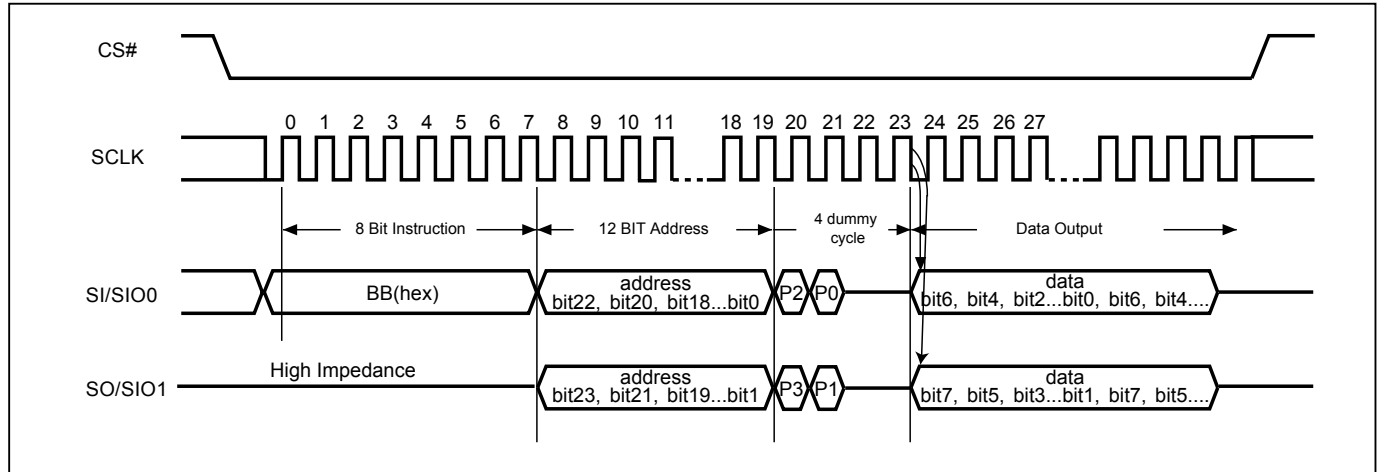 CS#
0 1 2 3 4 5 6 7 8 9 10 11 18 19 20 21 22 23 24 25 26 27
SCLK
8 Bit Instruction
12 BIT Address
4 dummy
cycle
Data Output
SI/SIO0
BB(hex)
address
bit22, bit20, bit18...bit0
P2
P0
data
bit6, bit4, bit2...bit0, bit6, bit4....
High Impedance
SO/SIO1
address
bit23, bit21, bit19...bit1
P3
P1
data
bit7, bit5, bit3...bit1, bit7, bit5....